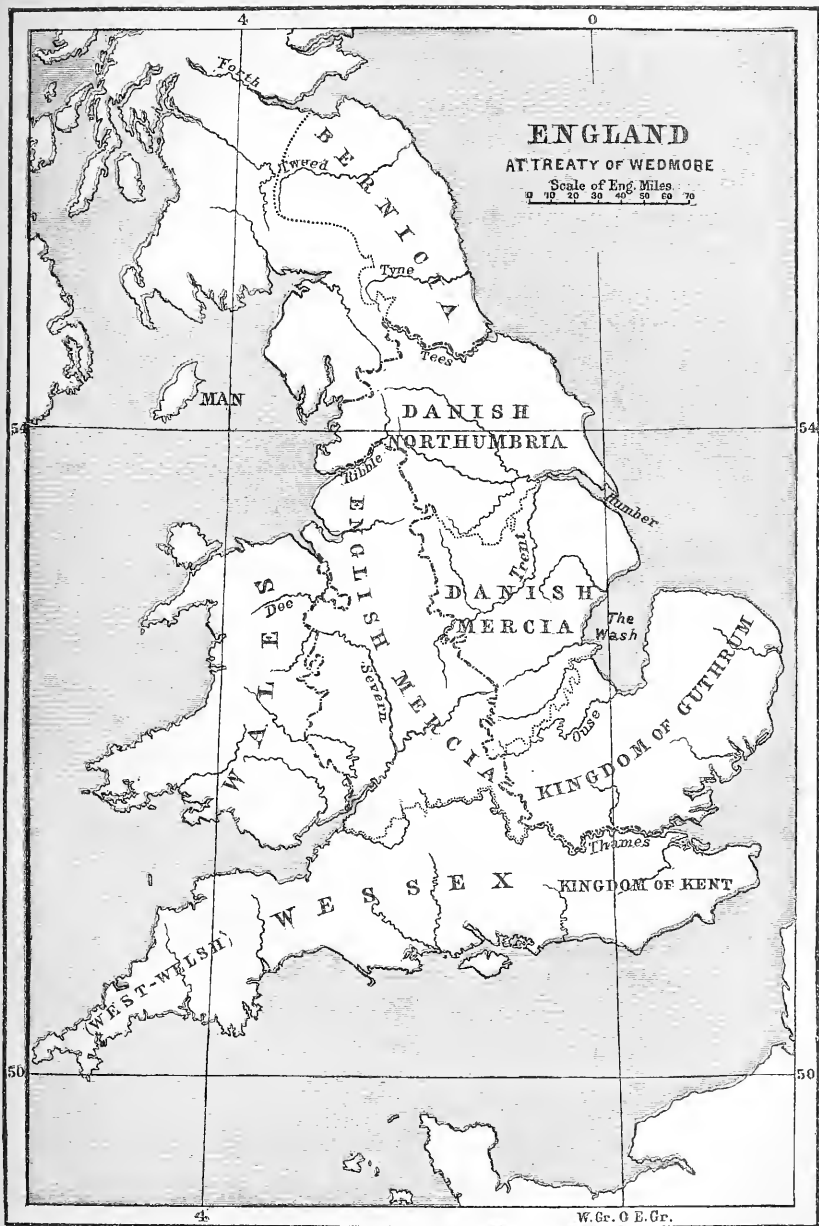 4
0
ENGLAND
AT TREATY OF WEDMORE
Scale of Eng. Miles
0 10 20 30 40 50 60 70
Forth
BERNICIA
Tweed
Tyne
Tees
MAN
DANISH
NORTHUMBRIA
54
54
Ribble
Humber
ENGLISH MERCIA
Trent
DANISH
MERCIA
The
Wash
WALES
Dee
Severn
Ouse
KINGDOM OF GUTHRUM
Thames
WESSEX
KINGDOM OF KENT
(WEST-WELSH)
50
50
4
0
W. Gr. & E. Gr.